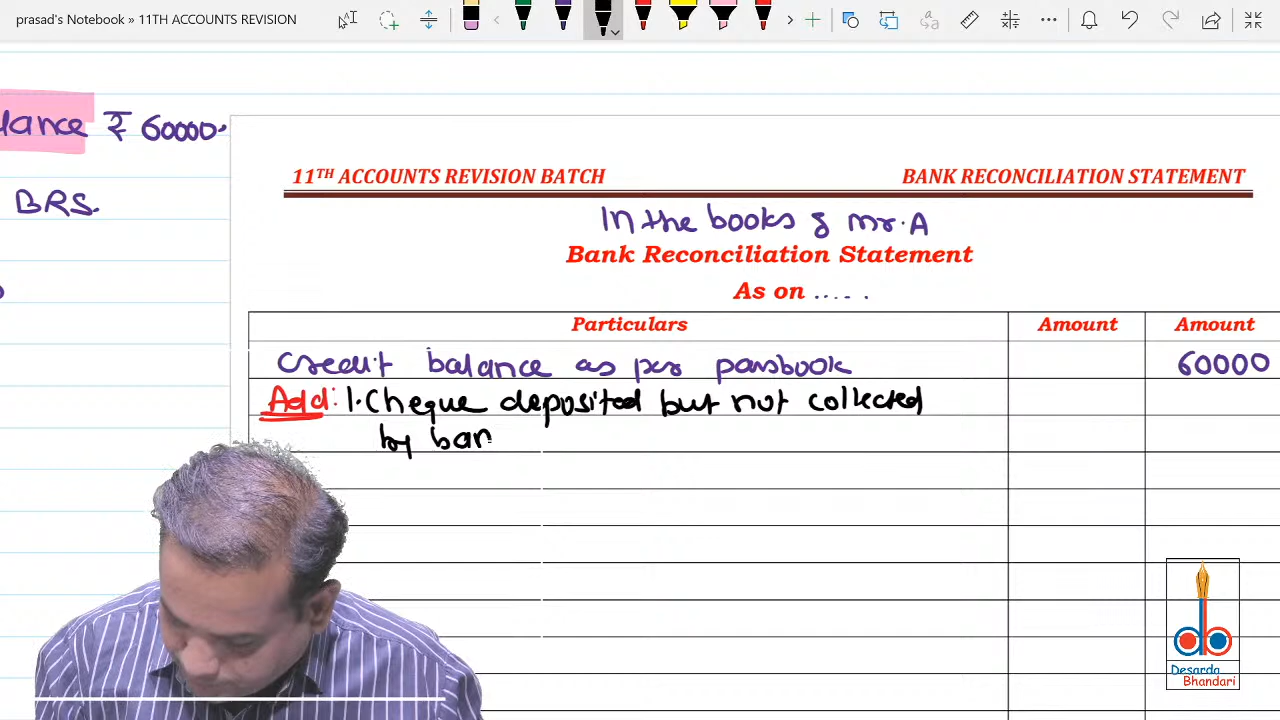 prasad's Notebook » 11TH ACCOUNTS REVISION
lance ₹ 60000.
BRS.
11TH ACCOUNTS REVISION BATCH BANK RECONCILIATION STATEMENT
In the books of Mr. A
Bank Reconciliation Statement
As on .....
Particulars Amount Amount
Credit balance as per passbook 60000
Add: 1. Cheque deposited but not collected
by ban
Desarda
Bhandari